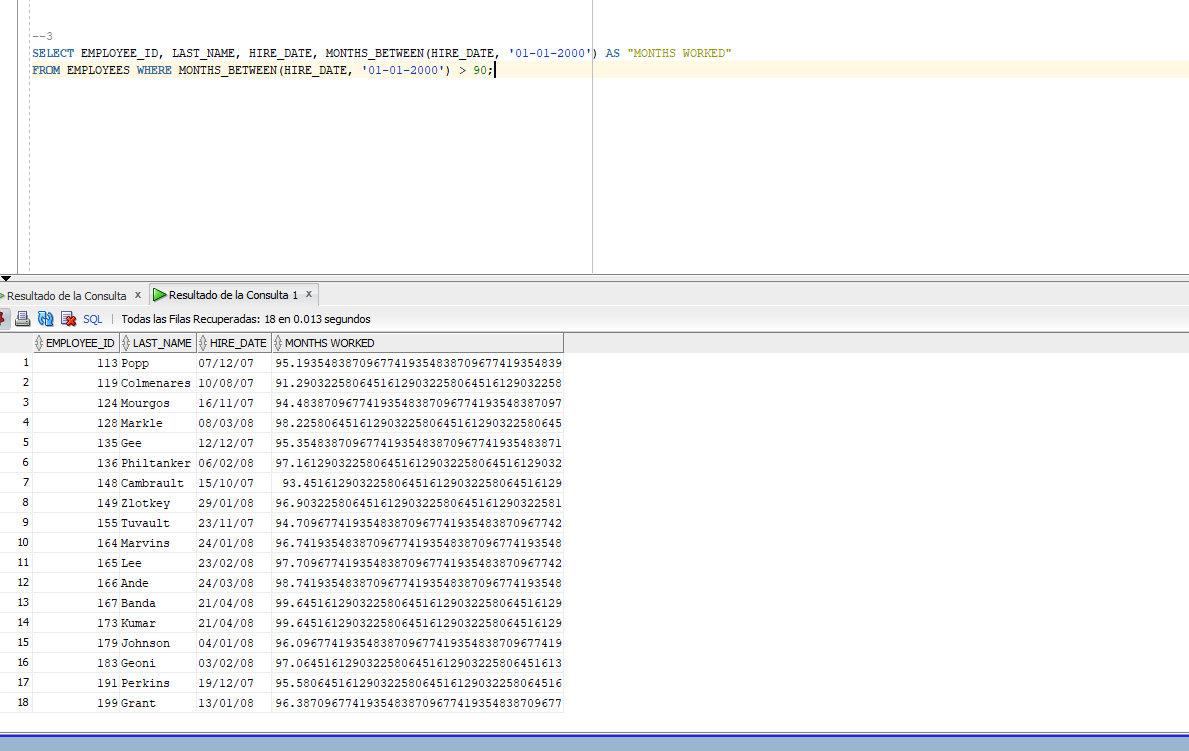 --3
SELECT EMPLOYEE_ID, LAST_NAME, HIRE_DATE, MONTHS_BETWEEN(HIRE_DATE, '01-01-2000') AS "MONTHS WORKED"
FROM EMPLOYEES WHERE MONTHS_BETWEEN(HIRE_DATE, '01-01-2000') > 90;
Resultado de la Consulta x Resultado de la Consulta 1 x
SQL | Todas las Filas Recuperadas: 18 en 0.013 segundos
EMPLOYEE_ID LAST_NAME HIRE_DATE MONTHS WORKED
1 113 Popp 07/12/07 95.19354838709677419354838709677419354839
2 119 Colmenares 10/08/07 91.29032258064516129032258064516129032258
3 124 Mourgos 16/11/07 94.48387096774193548387096774193548387097
4 128 Markle 08/03/08 98.22580645161290322580645161290322580645
5 135 Gee 12/12/07 95.35483870967741935483870967741935483871
6 136 Philtanker 06/02/08 97.16129032258064516129032258064516129032
7 148 Cambrault 15/10/07 93.4516129032258064516129032258064516129
8 149 Zlotkey 29/01/08 96.90322580645161290322580645161290322581
9 155 Tuvault 23/11/07 94.70967741935483870967741935483870967742
10 164 Marvins 24/01/08 96.74193548387096774193548387096774193548
11 165 Lee 23/02/08 97.70967741935483870967741935483870967742
12 166 Ande 24/03/08 98.74193548387096774193548387096774193548
13 167 Banda 21/04/08 99.64516129032258064516129032258064516129
14 173 Kumar 21/04/08 99.64516129032258064516129032258064516129
15 179 Johnson 04/01/08 96.09677419354838709677419354838709677419
16 183 Geoni 03/02/08 97.06451612903225806451612903225806451613
17 191 Perkins 19/12/07 95.58064516129032258064516129032258064516
18 199 Grant 13/01/08 96.38709677419354838709677419354838709677